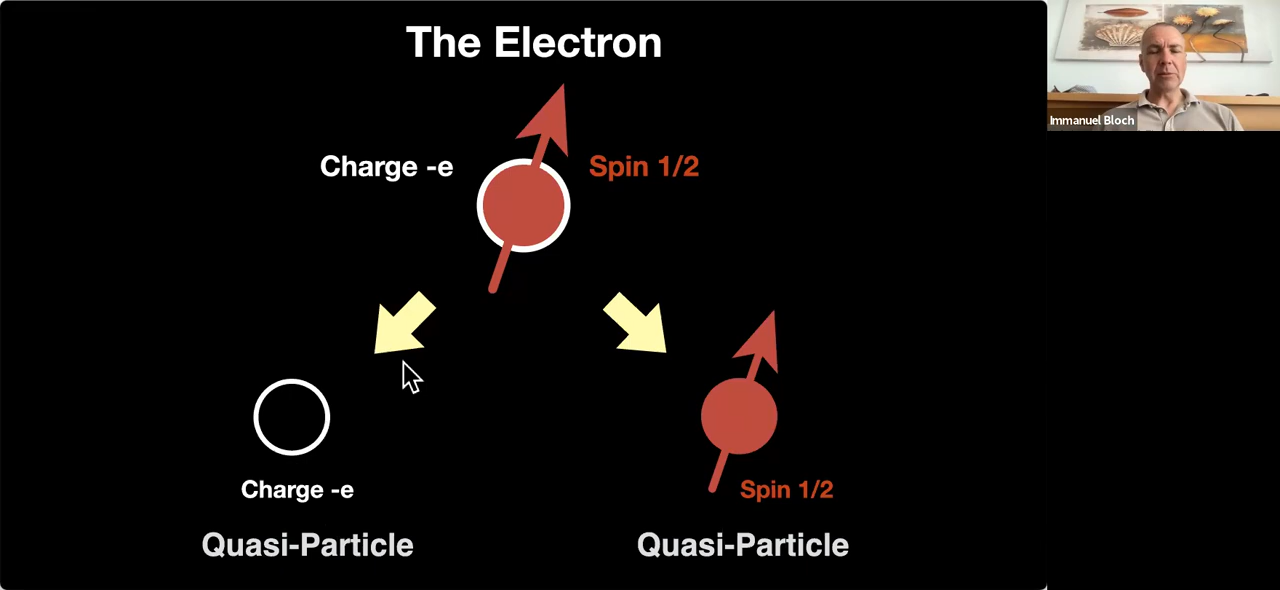 The Electron
Charge -e
Spin 1/2
Charge -e
Spin 1/2
Quasi-Particle
Quasi-Particle
Immanuel Bloch